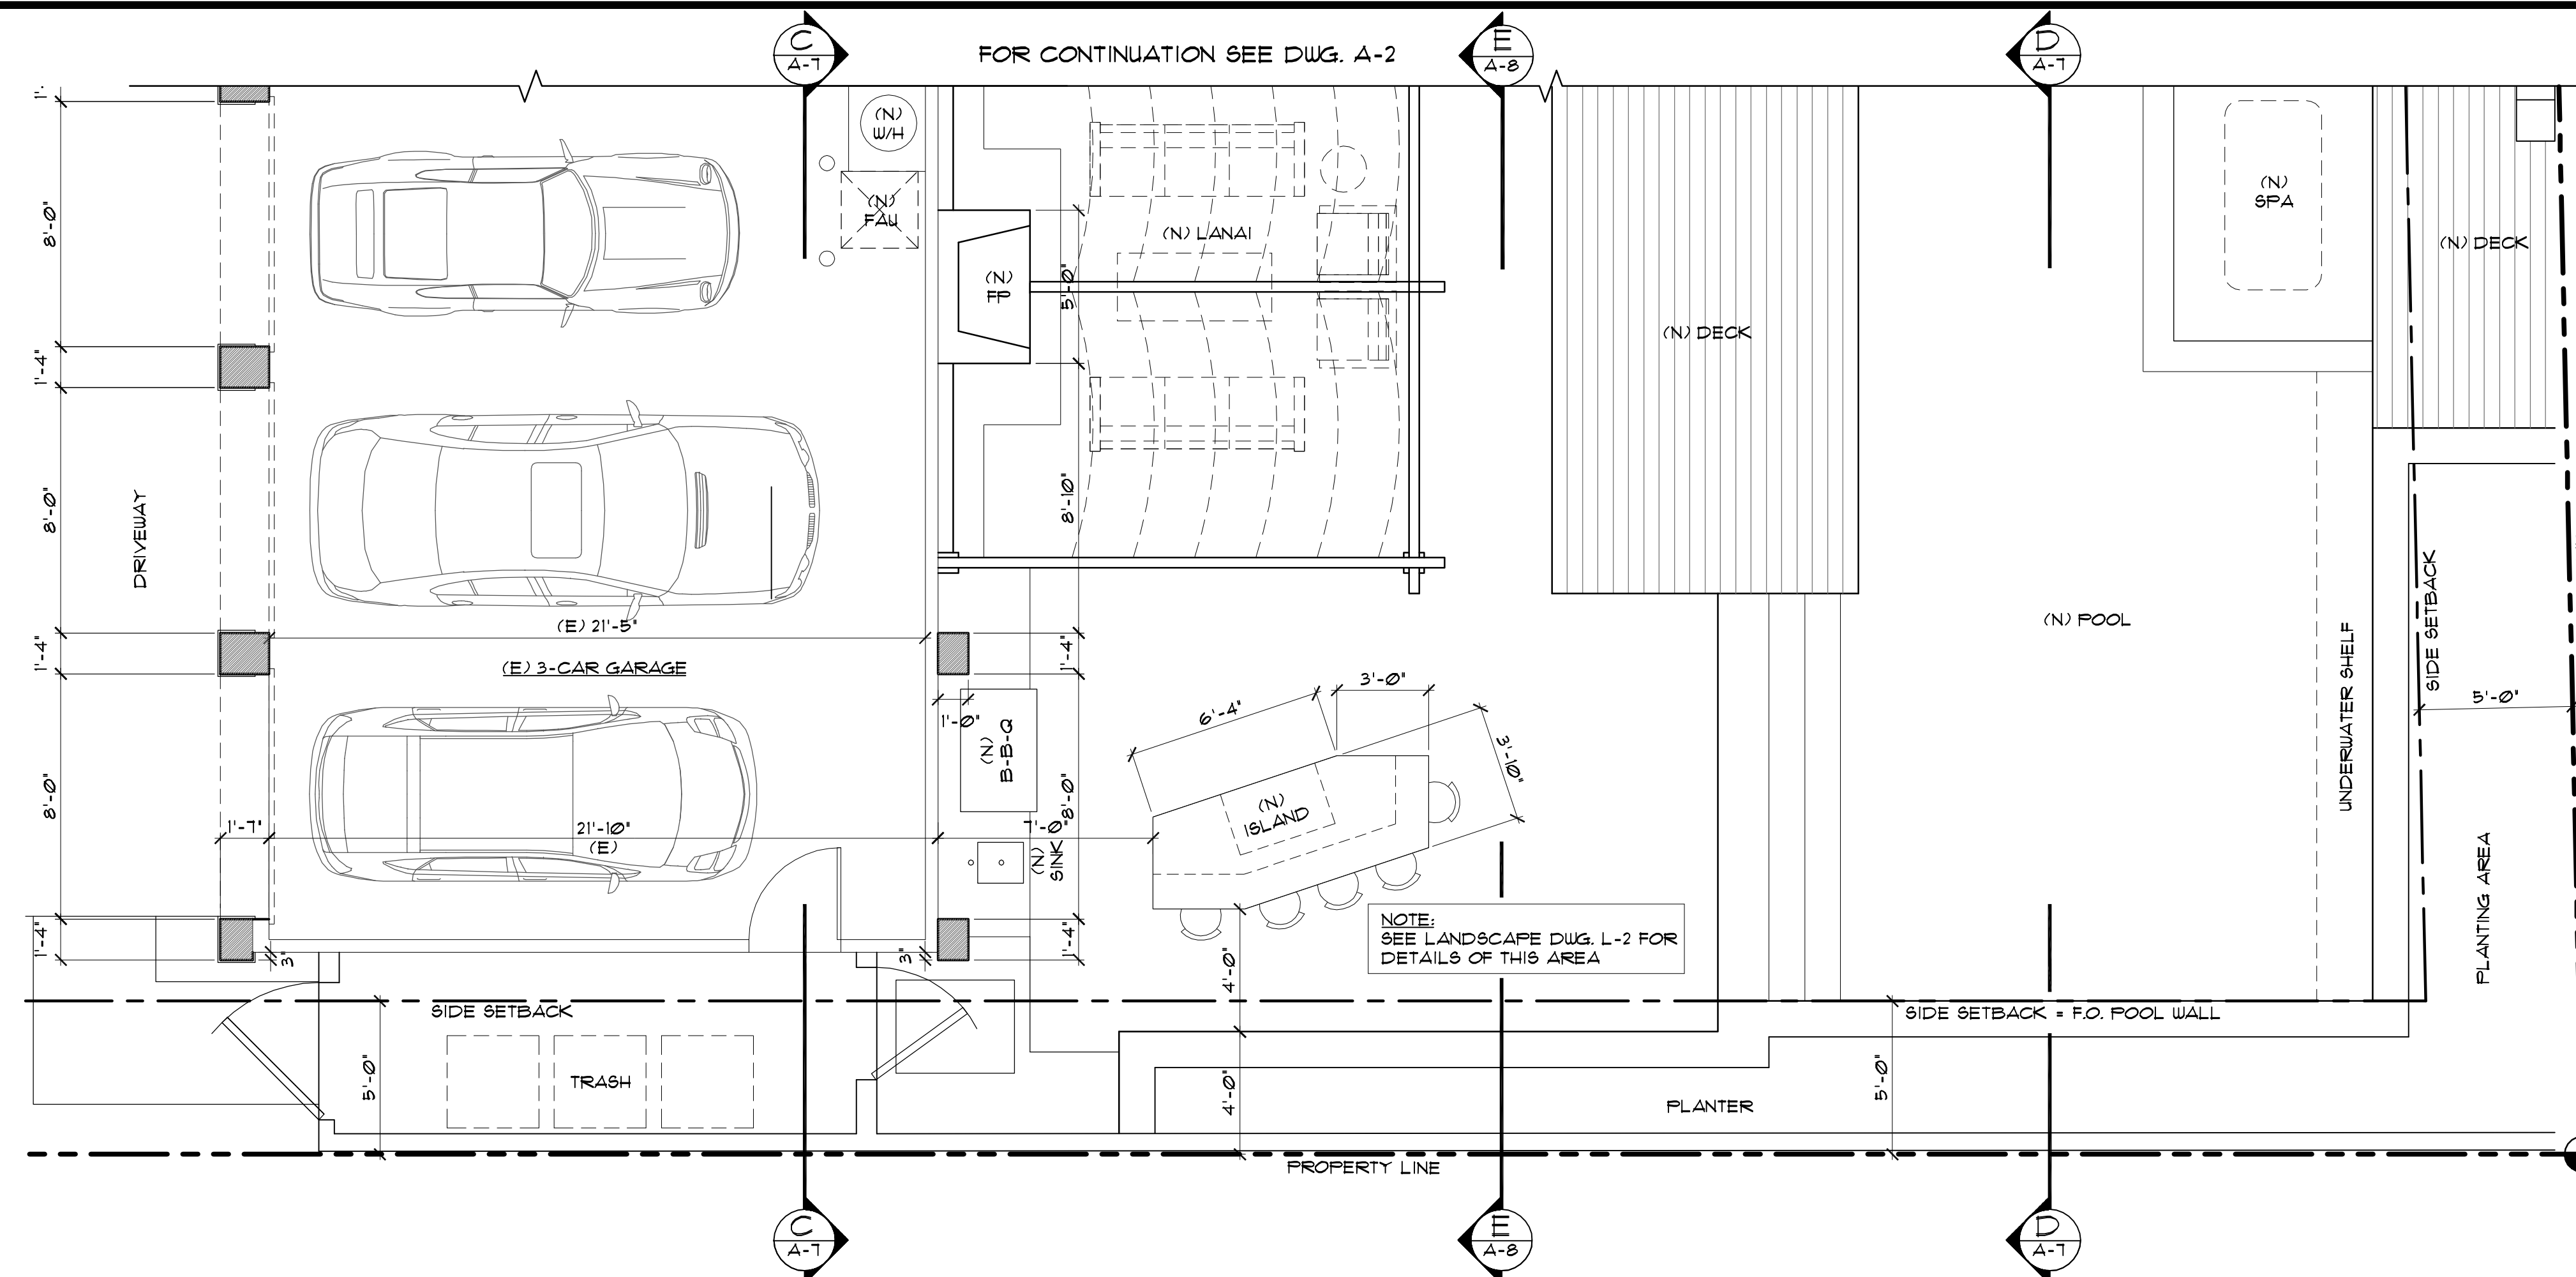 C
A-7
FOR CONTINUATION SEE DWG. A-2
E
A-8
D
A-7
1'-
8'-0"
1'-4"
8'-0"
1'-4"
8'-0"
1'-4"
DRIVEWAY
(N)
W/H
(N)
FAU
(N)
FP
5'-0"
(N) LANAI
8'-10"
(N) DECK
(N)
SPA
(N) DECK
(E) 21'-5"
(E) 3-CAR GARAGE
1'-4"
1'-0"
(N)
B-B-Q
8'-0"
6'-4"
3'-0"
3'-10"
(N)
ISLAND
(N) POOL
UNDERWATER SHELF
SIDE SETBACK
5'-0"
PLANTING AREA
1'-7"
21'-10"
(E)
7'-0"
(N)
SINK
3"
3"
1'-4"
4'-0"
NOTE:
SEE LANDSCAPE DWG. L-2 FOR
DETAILS OF THIS AREA
SIDE SETBACK
SIDE SETBACK = F.O. POOL WALL
5'-0"
TRASH
4'-0"
5'-0"
PLANTER
PROPERTY LINE
C
A-7
E
A-8
D
A-7